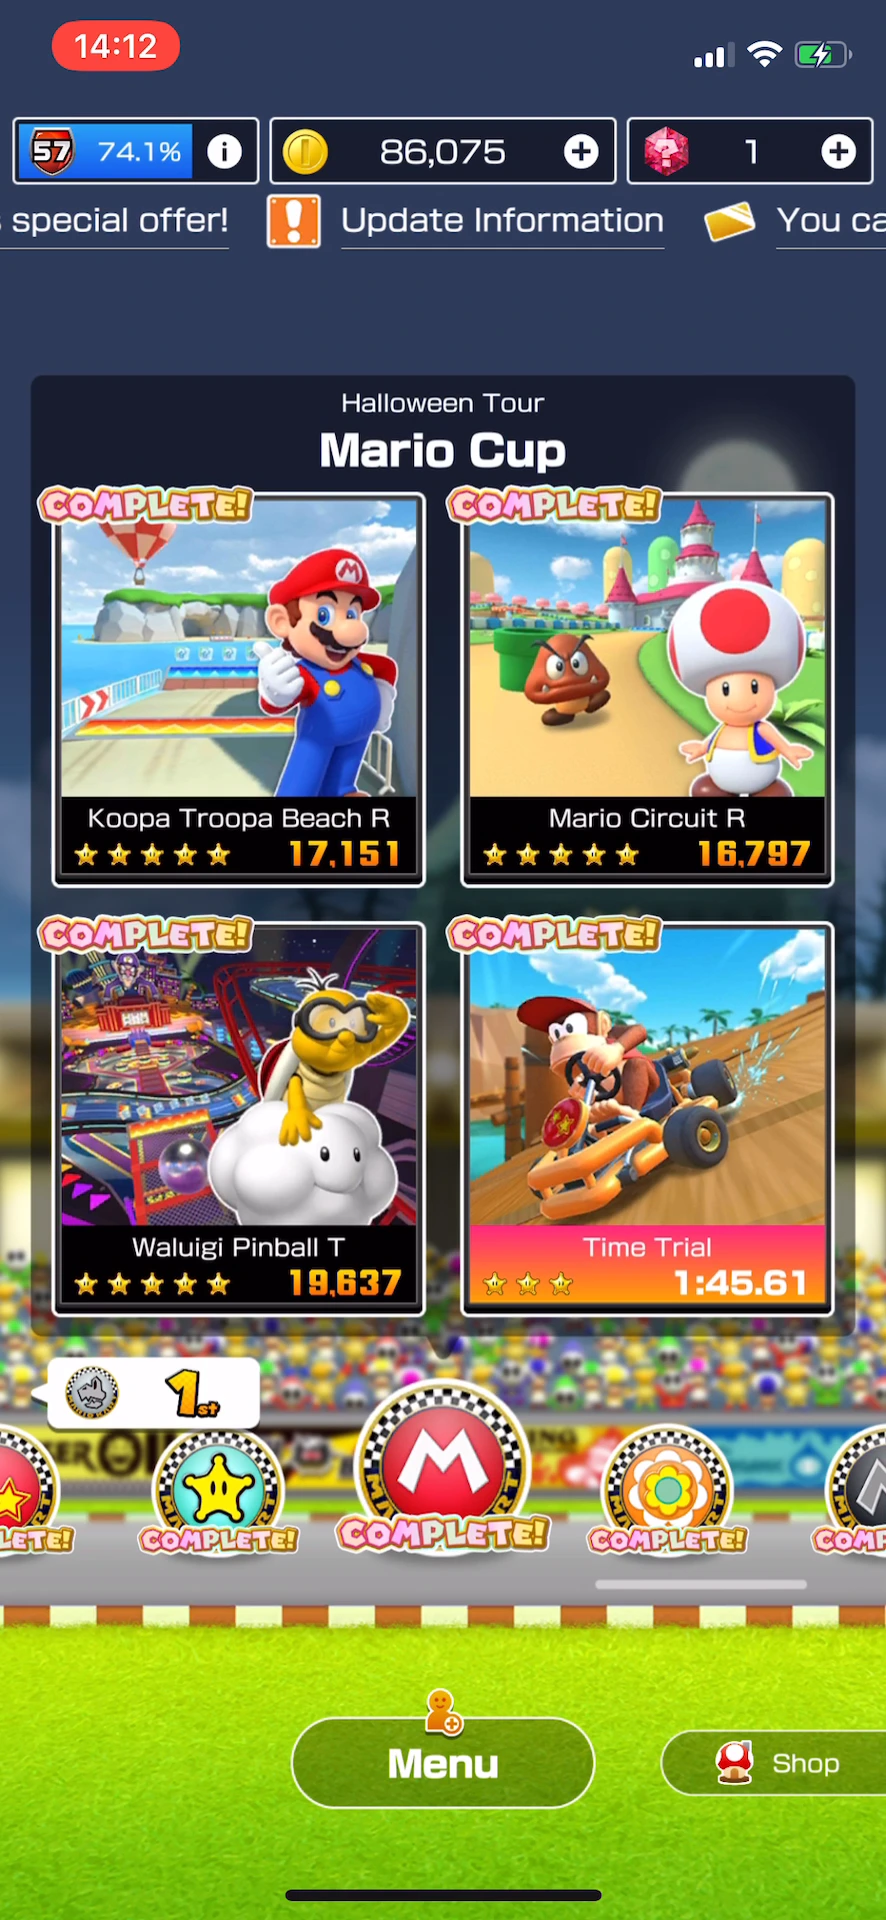 14:12
57 74.1% i
86,075 +
? 1 +
special offer! ! Update Information You ca
Halloween Tour
Mario Cup
COMPLETE! COMPLETE!
Koopa Troopa Beach R
17,151
Mario Circuit R
16,797
COMPLETE! COMPLETE!
Waluigi Pinball T
19,637
Time Trial
1:45.61
1st
M
LETE! COMPLETE! COMPLETE! COMPLETE! COMP
Menu
Shop